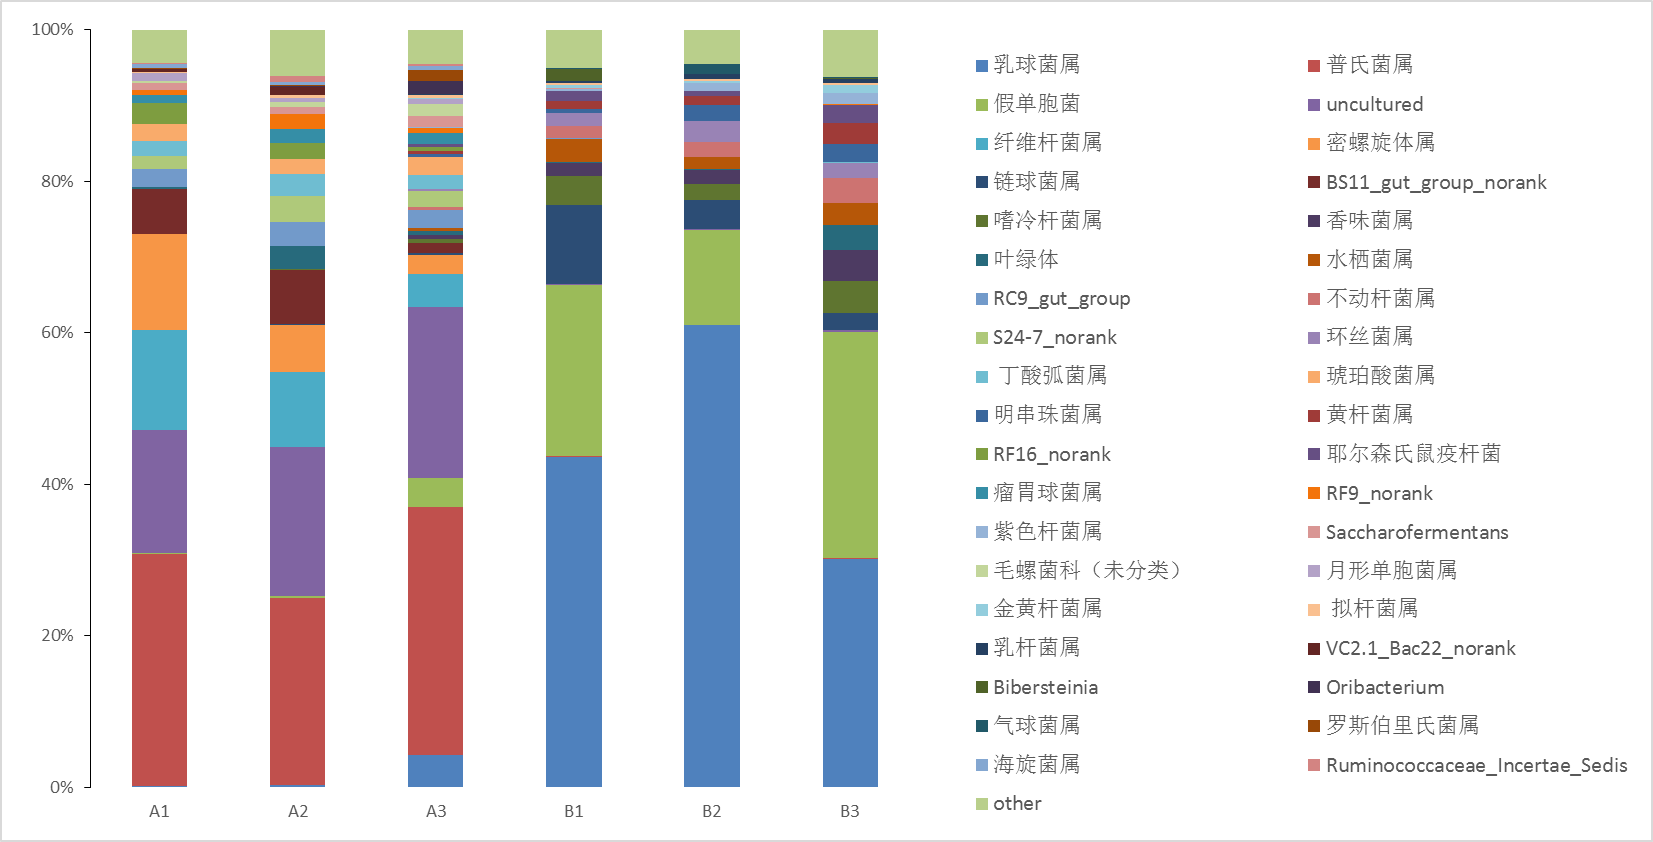 100%
80%
60%
40%
20%
0%
A1 A2 A3 B1 B2 B3
乳球菌属 普氏菌属
假单胞菌 uncultured
纤维杆菌属 密螺旋体属
链球菌属 BS11_gut_group_norank
嗜冷杆菌属 香味菌属
叶绿体 水栖菌属
RC9_gut_group 不动杆菌属
S24-7_norank 环丝菌属
丁酸弧菌属 琥珀酸菌属
明串珠菌属 黄杆菌属
RF16_norank 耶尔森氏鼠疫杆菌
瘤胃球菌属 RF9_norank
紫色杆菌属 Saccharofermentans
毛螺菌科（未分类） 月形单胞菌属
金黄杆菌属 拟杆菌属
乳杆菌属 VC2.1_Bac22_norank
Bibersteinia Oribacterium
气球菌属 罗斯伯里氏菌属
海旋菌属 Ruminococcaceae_Incertae_Sedis
other